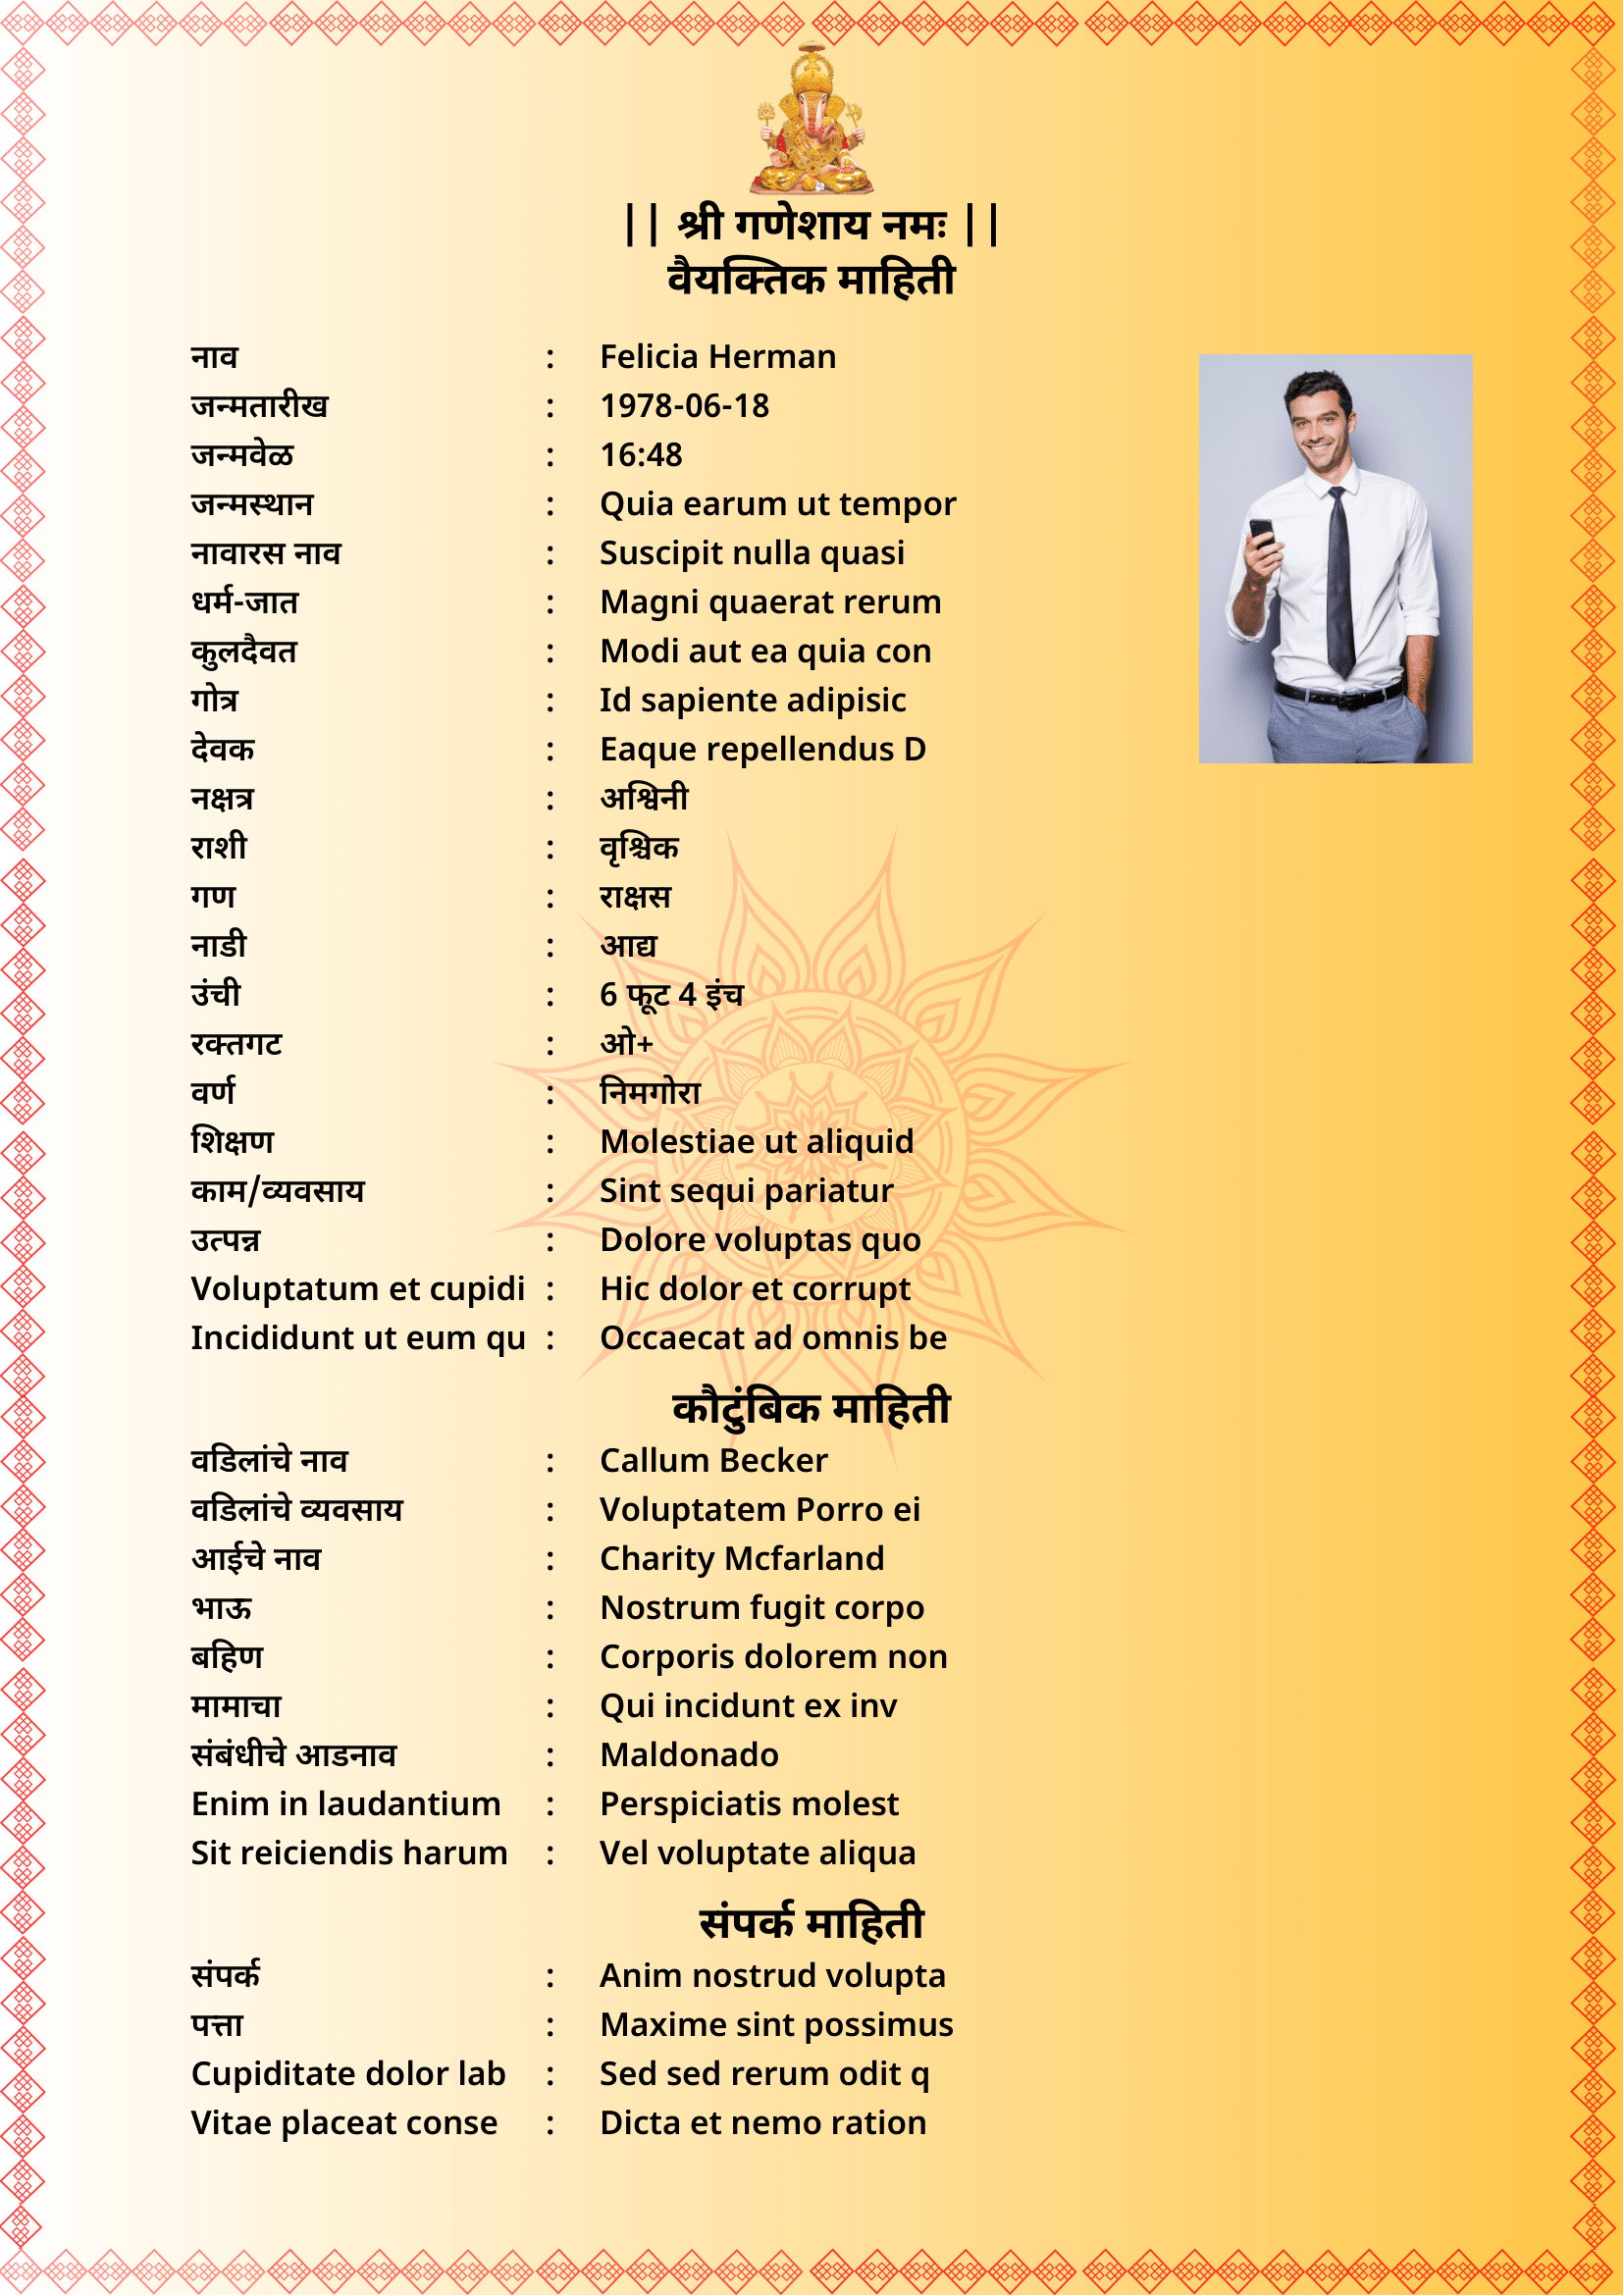 || श्री गणेशाय नमः ||
वैयक्तिक माहिती
नाव : Felicia Herman
जन्मतारीख : 1978-06-18
जन्मवेळ : 16:48
जन्मस्थान : Quia earum ut tempor
नावारस नाव : Suscipit nulla quasi
धर्म-जात : Magni quaerat rerum
कुलदैवत : Modi aut ea quia con
गोत्र : Id sapiente adipisic
देवक : Eaque repellendus D
नक्षत्र : अश्विनी
राशी : वृश्चिक
गण : राक्षस
नाडी : आद्य
उंची : 6 फूट 4 इंच
रक्तगट : ओ+
वर्ण : निमगोरा
शिक्षण : Molestiae ut aliquid
काम/व्यवसाय : Sint sequi pariatur
उत्पन्न : Dolore voluptas quo
Voluptatum et cupidi : Hic dolor et corrupt
Incididunt ut eum qu : Occaecat ad omnis be
कौटुंबिक माहिती
वडिलांचे नाव : Callum Becker
वडिलांचे व्यवसाय : Voluptatem Porro ei
आईचे नाव : Charity Mcfarland
भाऊ : Nostrum fugit corpo
बहिण : Corporis dolorem non
मामाचा : Qui incidunt ex inv
संबंधीचे आडनाव : Maldonado
Enim in laudantium : Perspiciatis molest
Sit reiciendis harum : Vel voluptate aliqua
संपर्क माहिती
संपर्क : Anim nostrud volupta
पत्ता : Maxime sint possimus
Cupiditate dolor lab : Sed sed rerum odit q
Vitae placeat conse : Dicta et nemo ration